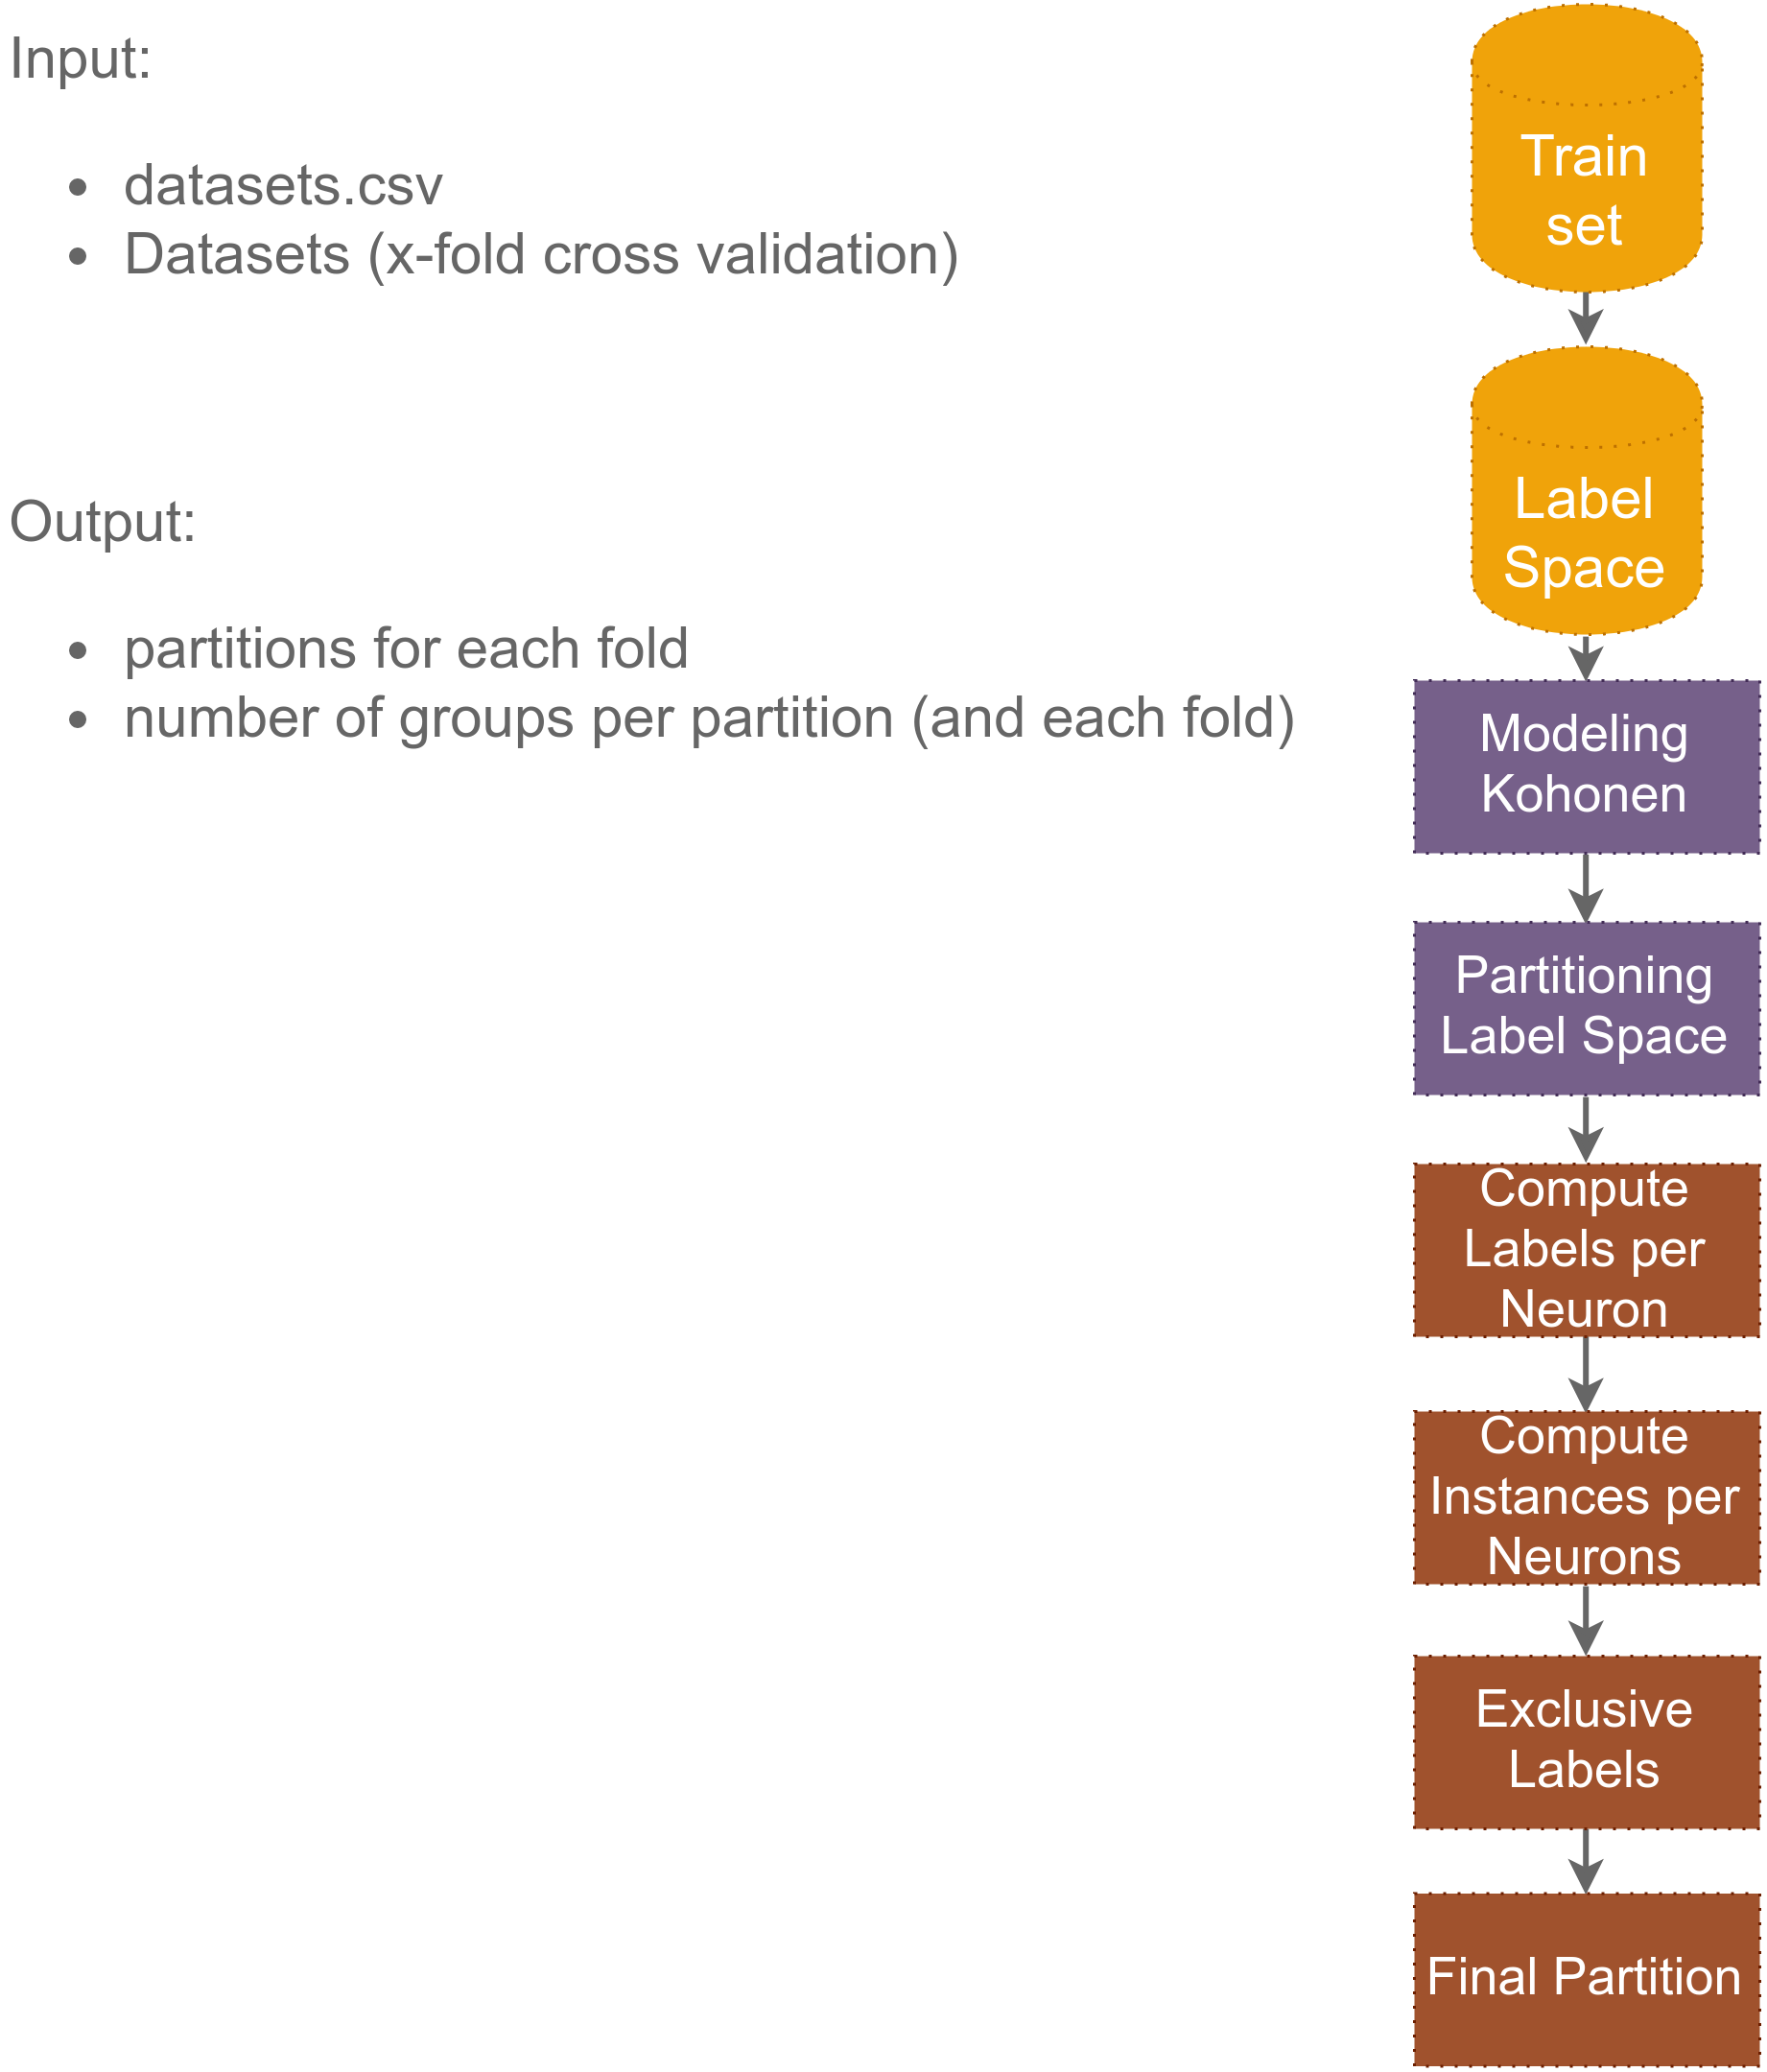 Input:
datasets.csv
Datasets (x-fold cross validation)
Output:
partitions for each fold
number of groups per partition (and each fold)
Train
set
Label
Space
Modeling
Kohonen
Partitioning
Label Space
Compute
Labels per
Neuron
Compute
Instances per
Neurons
Exclusive
Labels
Final Partition